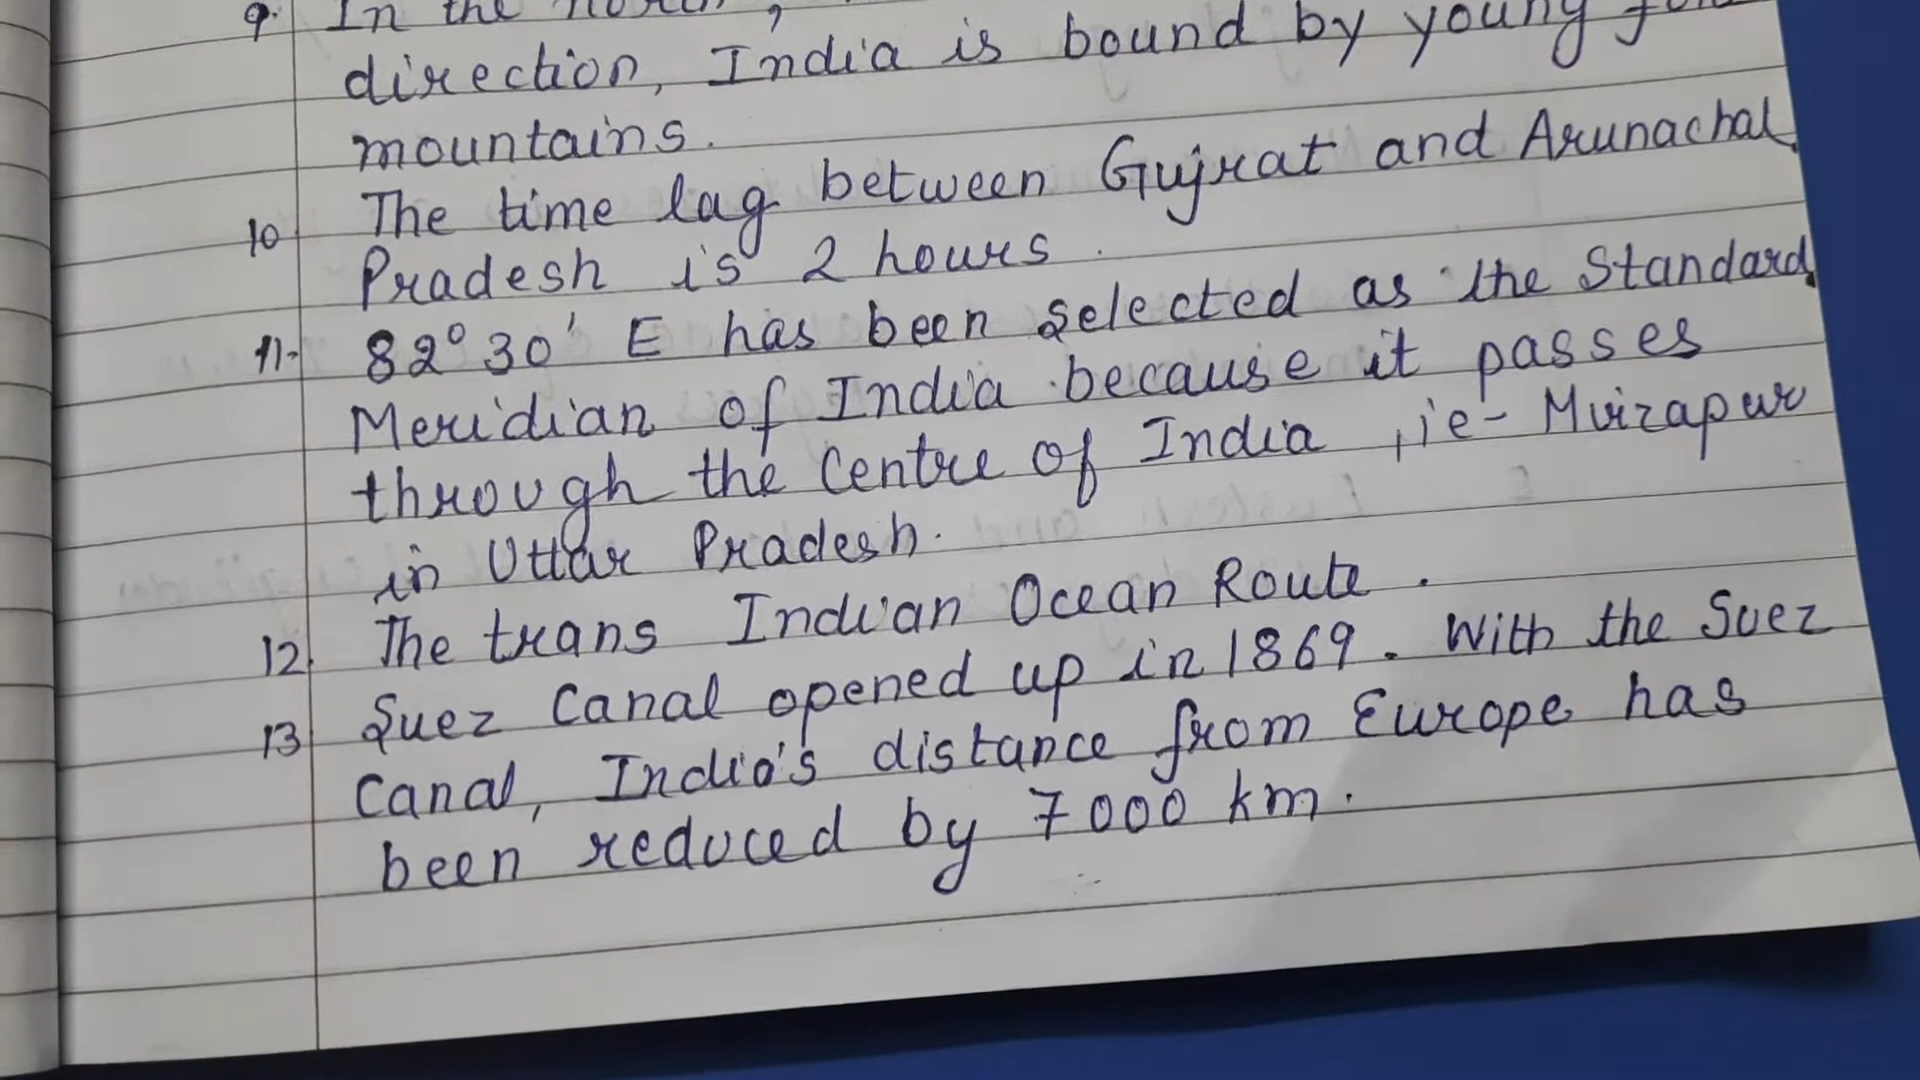 9. In the north,
direction, India is bound by young fold
mountains.
10 The time lag between Gujrat and Arunachal
Pradesh is 2 hours.
11- 82° 30' E has been selected as the Standard
Meridian of India because it passes
through the Centre of India, ie- Mirzapur
in Uttar Pradesh.
12 The trans Indian Ocean Route.
13 Suez Canal opened up in 1869. With the Suez
Canal, India's distance from Europe has
been reduced by 7000 km.